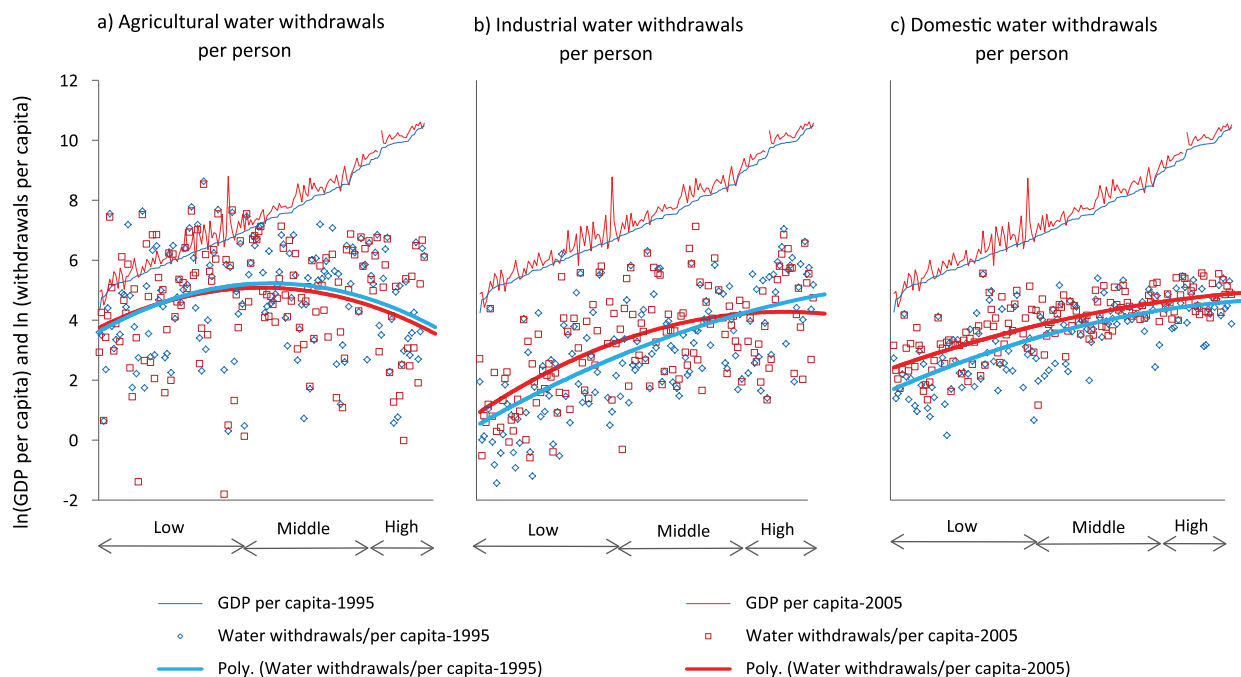 a) Agricultural water withdrawals
per person
b) Industrial water withdrawals
per person
c) Domestic water withdrawals
per person
ln(GDP per capita) and ln (withdrawals per capita)
12
10
8
6
4
2
0
-2
Low
Middle
High
Low
Middle
High
Low
Middle
High
GDP per capita-1995
GDP per capita-2005
Water withdrawals/per capita-1995
Water withdrawals/per capita-2005
Poly. (Water withdrawals/per capita-1995)
Poly. (Water withdrawals/per capita-2005)